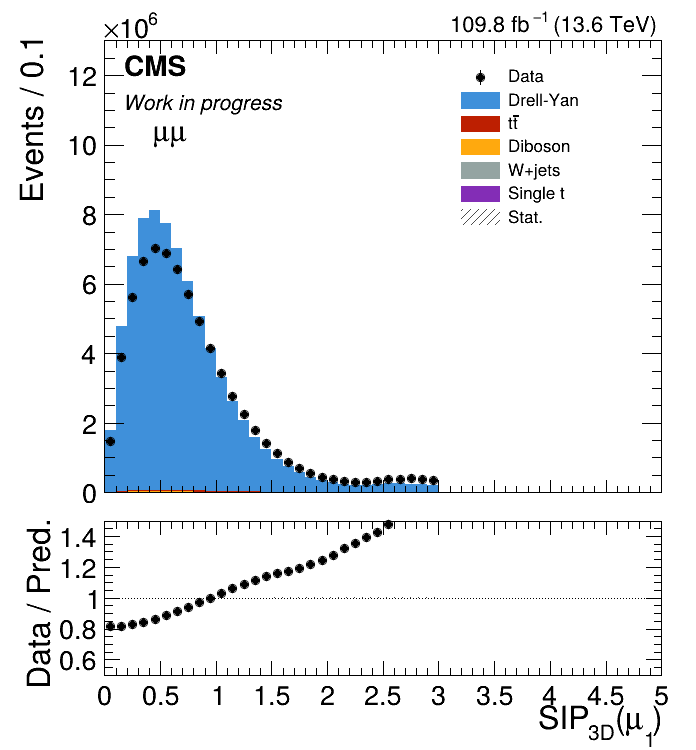 ×10⁶
109.8 fb⁻¹ (13.6 TeV)
Events / 0.1
12
10
8
6
4
2
0
CMS
Work in progress
μμ
Data
Drell-Yan
tt̅
Diboson
W+jets
Single t
Stat.
Data / Pred.
1.4
1.2
1
0.8
0.6
0 0.5 1 1.5 2 2.5 3 3.5 4 4.5 5
SIP₃D(μ₁)